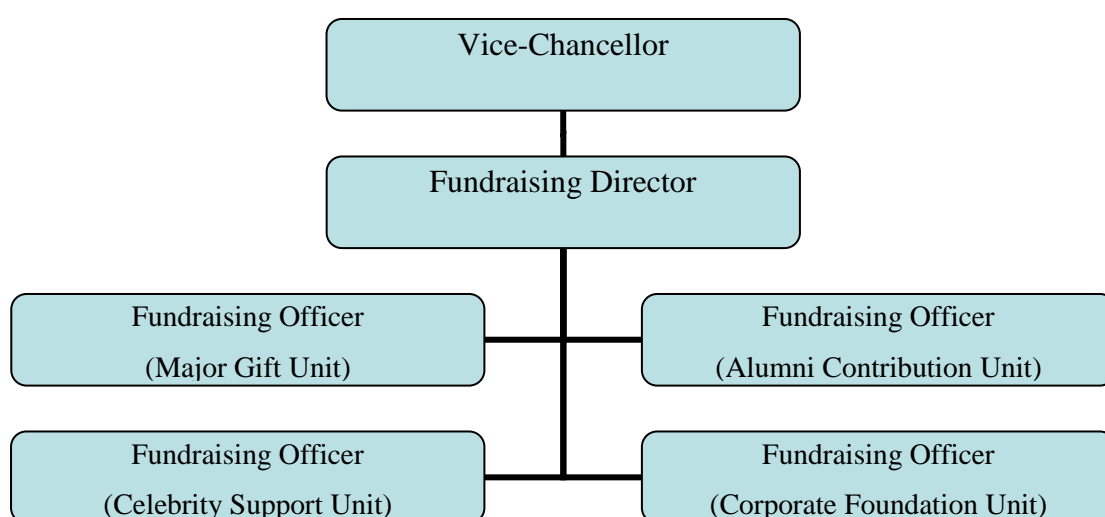 Vice-Chancellor
Fundraising Director
Fundraising Officer
(Major Gift Unit)
Fundraising Officer
(Alumni Contribution Unit)
Fundraising Officer
(Celebrity Support Unit)
Fundraising Officer
(Corporate Foundation Unit)